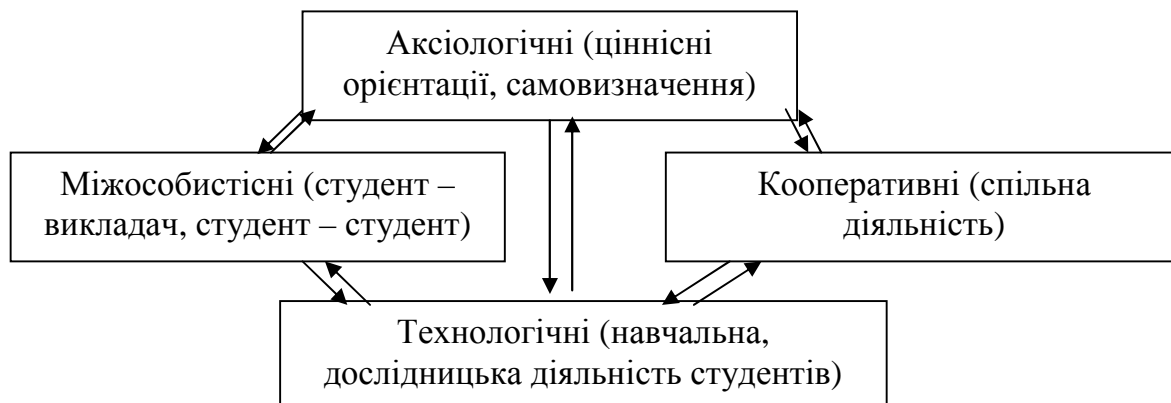 Аксіологічні (ціннісні
орієнтації, самовизначення)
Міжособистісні (студент –
викладач, студент – студент)
Кооперативні (спільна
діяльність)
Технологічні (навчальна,
дослідницька діяльність студентів)